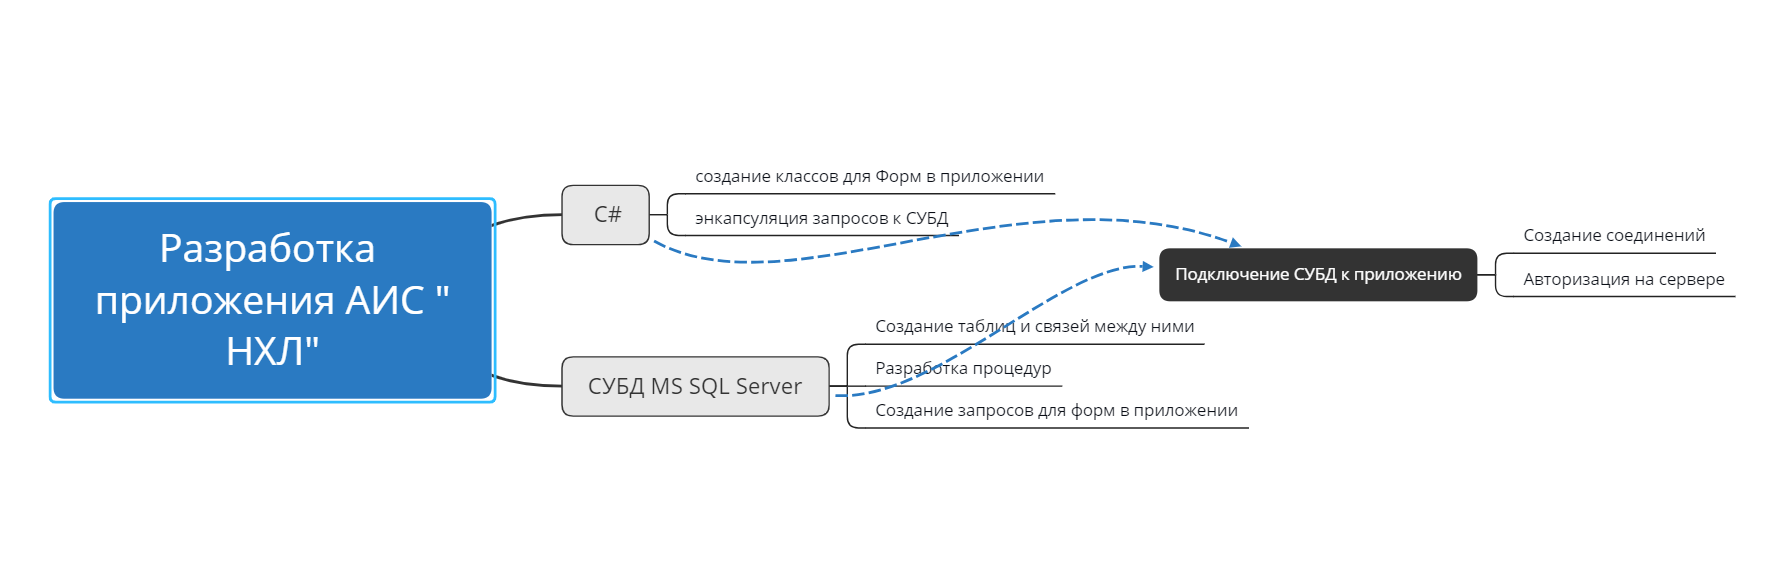 Разработка
приложения АИС "
НХЛ"
C#
создание классов для Форм в приложении
энкапсуляция запросов к СУБД
СУБД MS SQL Server
Создание таблиц и связей между ними
Разработка процедур
Создание запросов для форм в приложении
Подключение СУБД к приложению
Создание соединений
Авторизация на сервере